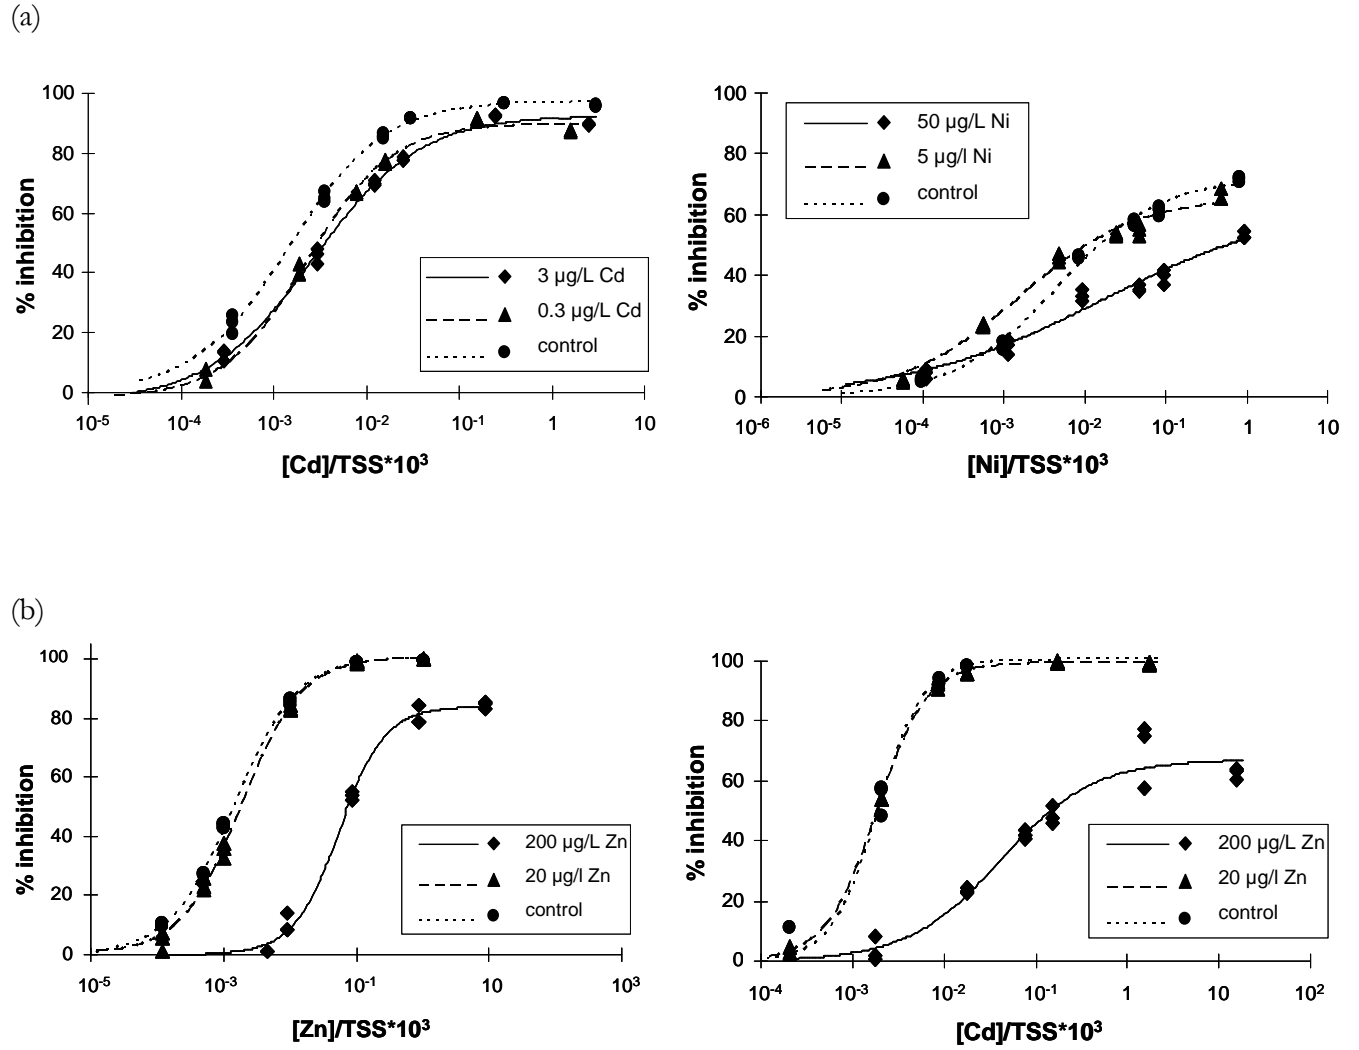 (a)
100
80
60
40
20
0
% inhibition
10-5
10-4
10-3
10-2
10-1
1
10
[Cd]/TSS*10³
3 µg/L Cd
0.3 µg/L Cd
control
100
80
60
40
20
0
% inhibition
10-6
10-5
10-4
10-3
10-2
10-1
1
10
[Ni]/TSS*10³
50 µg/L Ni
5 µg/l Ni
control
(b)
100
80
60
40
20
0
% inhibition
10-5
10-3
10-1
10
10³
[Zn]/TSS*10³
200 µg/L Zn
20 µg/l Zn
control
100
80
60
40
20
0
% inhibition
10-4
10-3
10-2
10-1
1
10
10²
[Cd]/TSS*10³
200 µg/L Zn
20 µg/l Zn
control